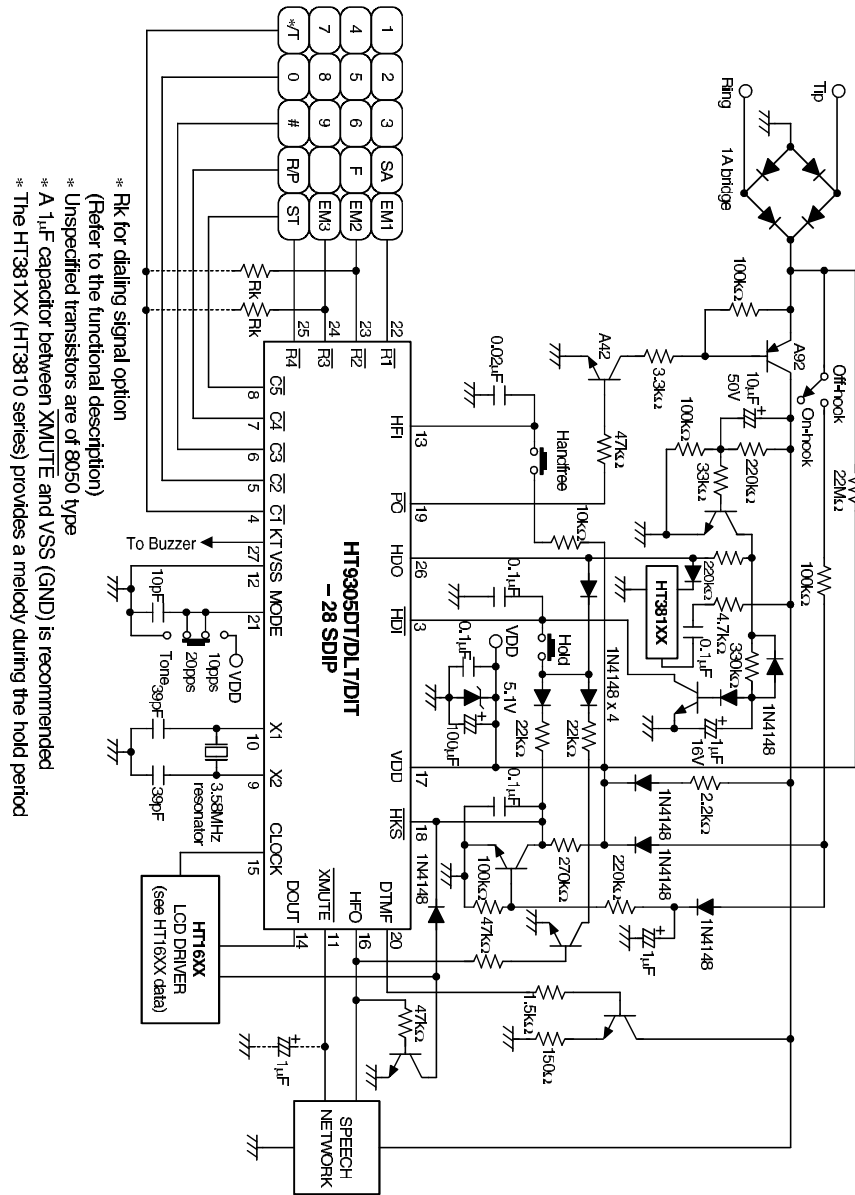 Tip
Ring
1A bridge
100kΩ
A92
Off-hook
On-hook
22MΩ
100kΩ
10µF
50V
A42
3.3kΩ
47kΩ
100kΩ
220kΩ
33kΩ
0.02µF
Handfree
10kΩ
220kΩ
HT381XX
4.7kΩ
0.1µF
330kΩ
1N4148
1µF
16V
0.1µF
Hold
1N4148 x 4
VDD
0.1µF
5.1V
100µF
22kΩ
22kΩ
0.1µF
1N4148
2.2kΩ
1N4148
1N4148
270kΩ
220kΩ
100kΩ
47kΩ
1µF
1N4148
1.5kΩ
150Ω
47kΩ
1 2 3 SA EM1
4 5 6 F EM2
7 8 9 EM3
*/T 0 # R/P ST
Rk
Rk
22 23 24 25
R1 R2 R3 R4
8 7 6 5 4 27 12 21 10 9 15
C5 C4 C3 C2 C1 KT VSS MODE X1 X2 CLOCK
13 19 26 3 17 18
HFI PO HDO HDI VDD HKS
20 16 11 14
DTMF HFO XMUTE DOUT
HT9305DT/DLT/DIT
– 28 SDIP
To Buzzer
10pF
VDD
10pps
20pps
Tone
39pF
39pF
3.58MHz
resonator
HT16XX
LCD DRIVER
(see HT16XX data)
1µF
SPEECH
NETWORK
* Rk for dialing signal option
(Refer to the functional description)
* Unspecified transistors are of 8050 type
* A 1µF capacitor between XMUTE and VSS (GND) is recommended
* The HT381XX (HT3810 series) provides a melody during the hold period